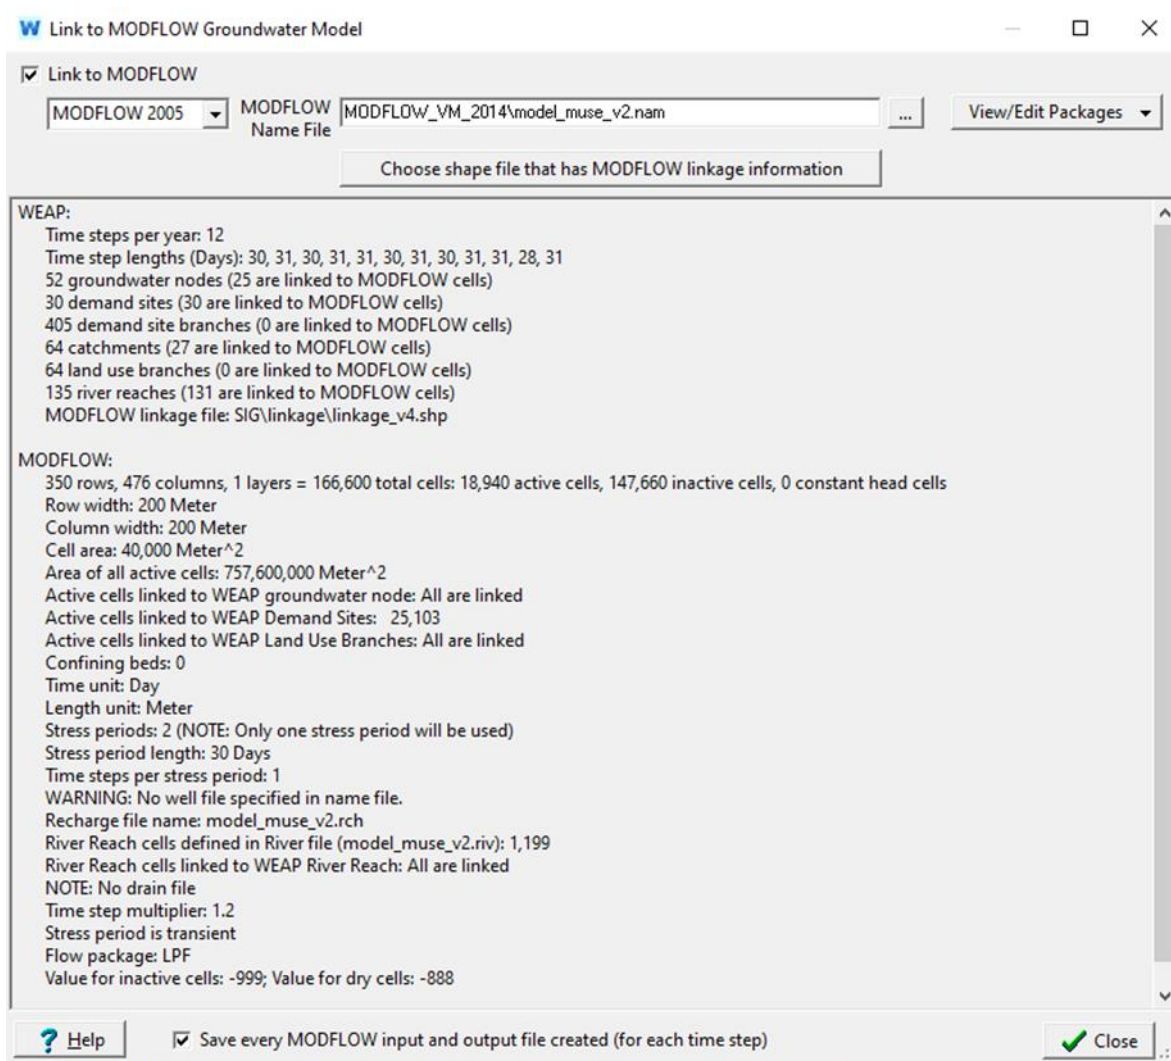 W Link to MODFLOW Groundwater Model
Link to MODFLOW
MODFLOW 2005 MODFLOW Name File MODFLOW_VM_2014\model_muse_v2.nam ... View/Edit Packages
Choose shape file that has MODFLOW linkage information
WEAP:
Time steps per year: 12
Time step lengths (Days): 30, 31, 30, 31, 31, 30, 31, 30, 31, 31, 28, 31
52 groundwater nodes (25 are linked to MODFLOW cells)
30 demand sites (30 are linked to MODFLOW cells)
405 demand site branches (0 are linked to MODFLOW cells)
64 catchments (27 are linked to MODFLOW cells)
64 land use branches (0 are linked to MODFLOW cells)
135 river reaches (131 are linked to MODFLOW cells)
MODFLOW linkage file: SIG\linkage\linkage_v4.shp
MODFLOW:
350 rows, 476 columns, 1 layers = 166,600 total cells: 18,940 active cells, 147,660 inactive cells, 0 constant head cells
Row width: 200 Meter
Column width: 200 Meter
Cell area: 40,000 Meter^2
Area of all active cells: 757,600,000 Meter^2
Active cells linked to WEAP groundwater node: All are linked
Active cells linked to WEAP Demand Sites: 25,103
Active cells linked to WEAP Land Use Branches: All are linked
Confining beds: 0
Time unit: Day
Length unit: Meter
Stress periods: 2 (NOTE: Only one stress period will be used)
Stress period length: 30 Days
Time steps per stress period: 1
WARNING: No well file specified in name file.
Recharge file name: model_muse_v2.rch
River Reach cells defined in River file (model_muse_v2.riv): 1,199
River Reach cells linked to WEAP River Reach: All are linked
NOTE: No drain file
Time step multiplier: 1.2
Stress period is transient
Flow package: LPF
Value for inactive cells: -999; Value for dry cells: -888
? Help Save every MODFLOW input and output file created (for each time step) Close